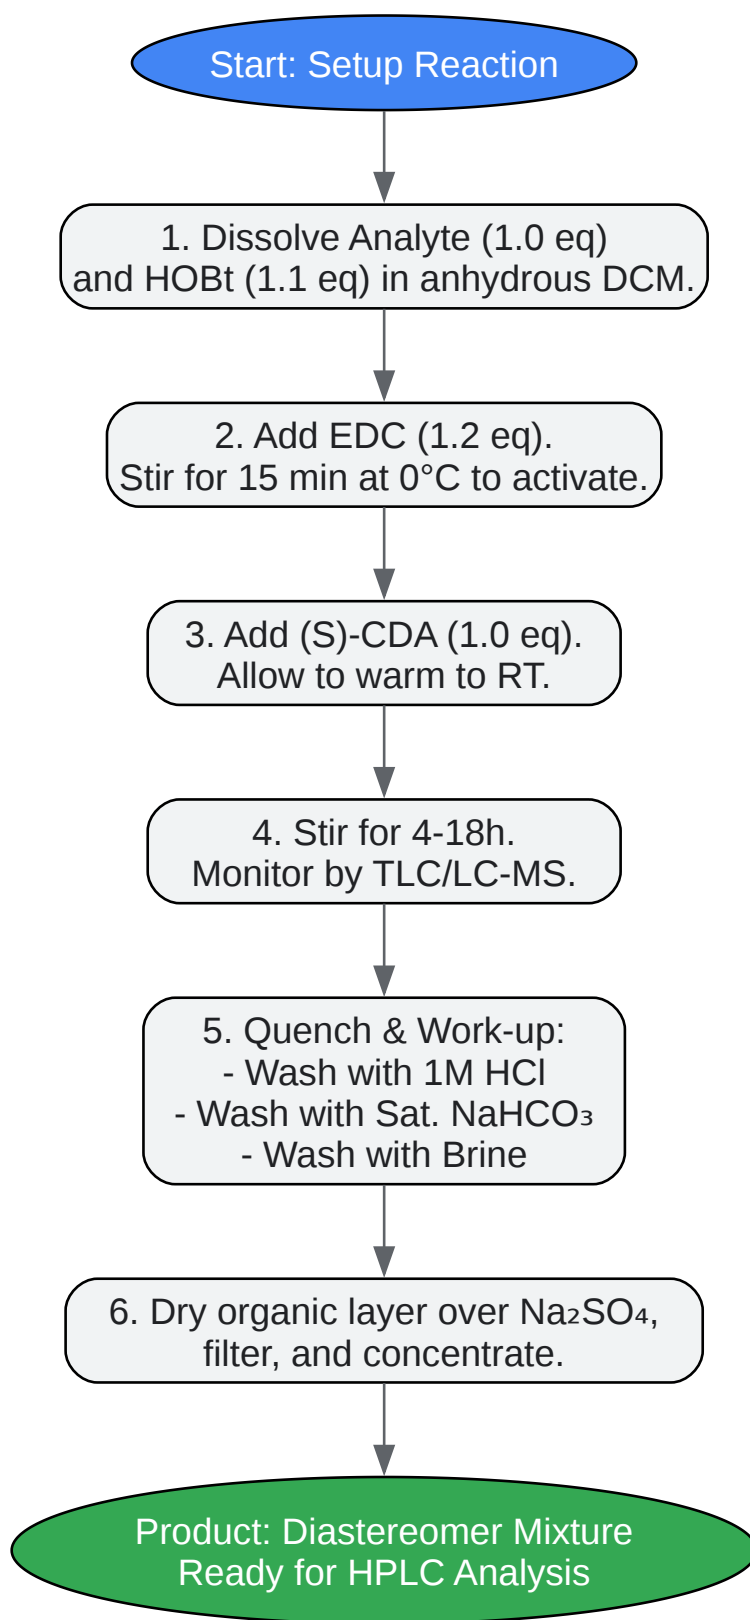 Start: Setup Reaction
1. Dissolve Analyte (1.0 eq)
and HOBt (1.1 eq) in anhydrous DCM.
2. Add EDC (1.2 eq).
Stir for 15 min at 0°C to activate.
3. Add (S)-CDA (1.0 eq).
Allow to warm to RT.
4. Stir for 4-18h.
Monitor by TLC/LC-MS.
5. Quench & Work-up:
- Wash with 1M HCl
- Wash with Sat. NaHCO₃
- Wash with Brine
6. Dry organic layer over Na₂SO₄,
filter, and concentrate.
Product: Diastereomer Mixture
Ready for HPLC Analysis